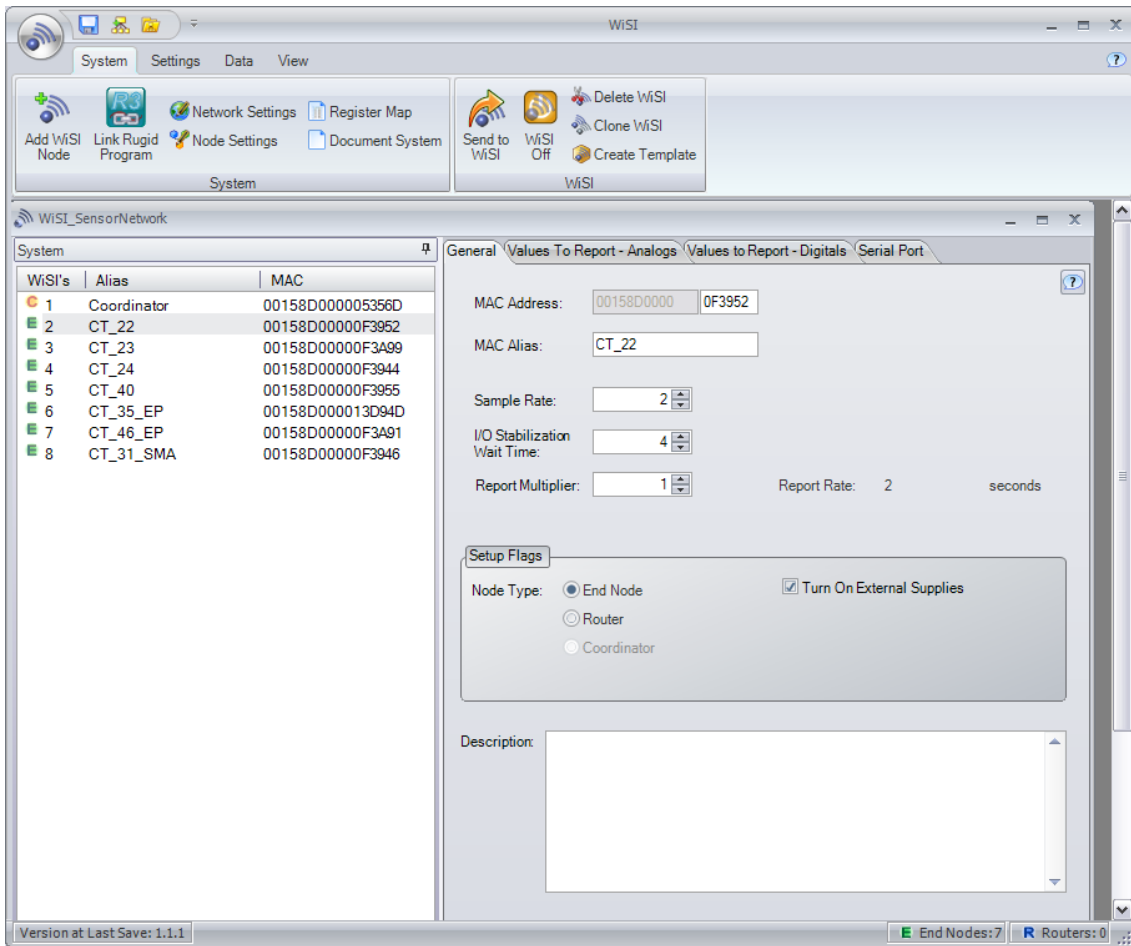 WiSI
System Settings Data View
Add WiSI Node
R3
Link Rugid Program
Network Settings
Node Settings
Register Map
Document System
System
Send to WiSI
WiSI Off
Delete WiSI
Clone WiSI
Create Template
WiSI
WiSI_SensorNetwork
System
WiSI's Alias MAC
C 1 Coordinator 00158D000005356D
E 2 CT_22 00158D00000F3952
E 3 CT_23 00158D00000F3A99
E 4 CT_24 00158D00000F3944
E 5 CT_40 00158D00000F3955
E 6 CT_35_EP 00158D000013D94D
E 7 CT_46_EP 00158D00000F3A91
E 8 CT_31_SMA 00158D00000F3946
General Values To Report - Analogs Values to Report - Digitals Serial Port
MAC Address: 00158D0000 0F3952
MAC Alias: CT_22
Sample Rate: 2
I/O Stabilization
Wait Time: 4
Report Multiplier: 1 Report Rate: 2 seconds
Setup Flags
Node Type: End Node Turn On External Supplies
Router
Coordinator
Description:
Version at Last Save: 1.1.1 E End Nodes: 7 R Routers: 0